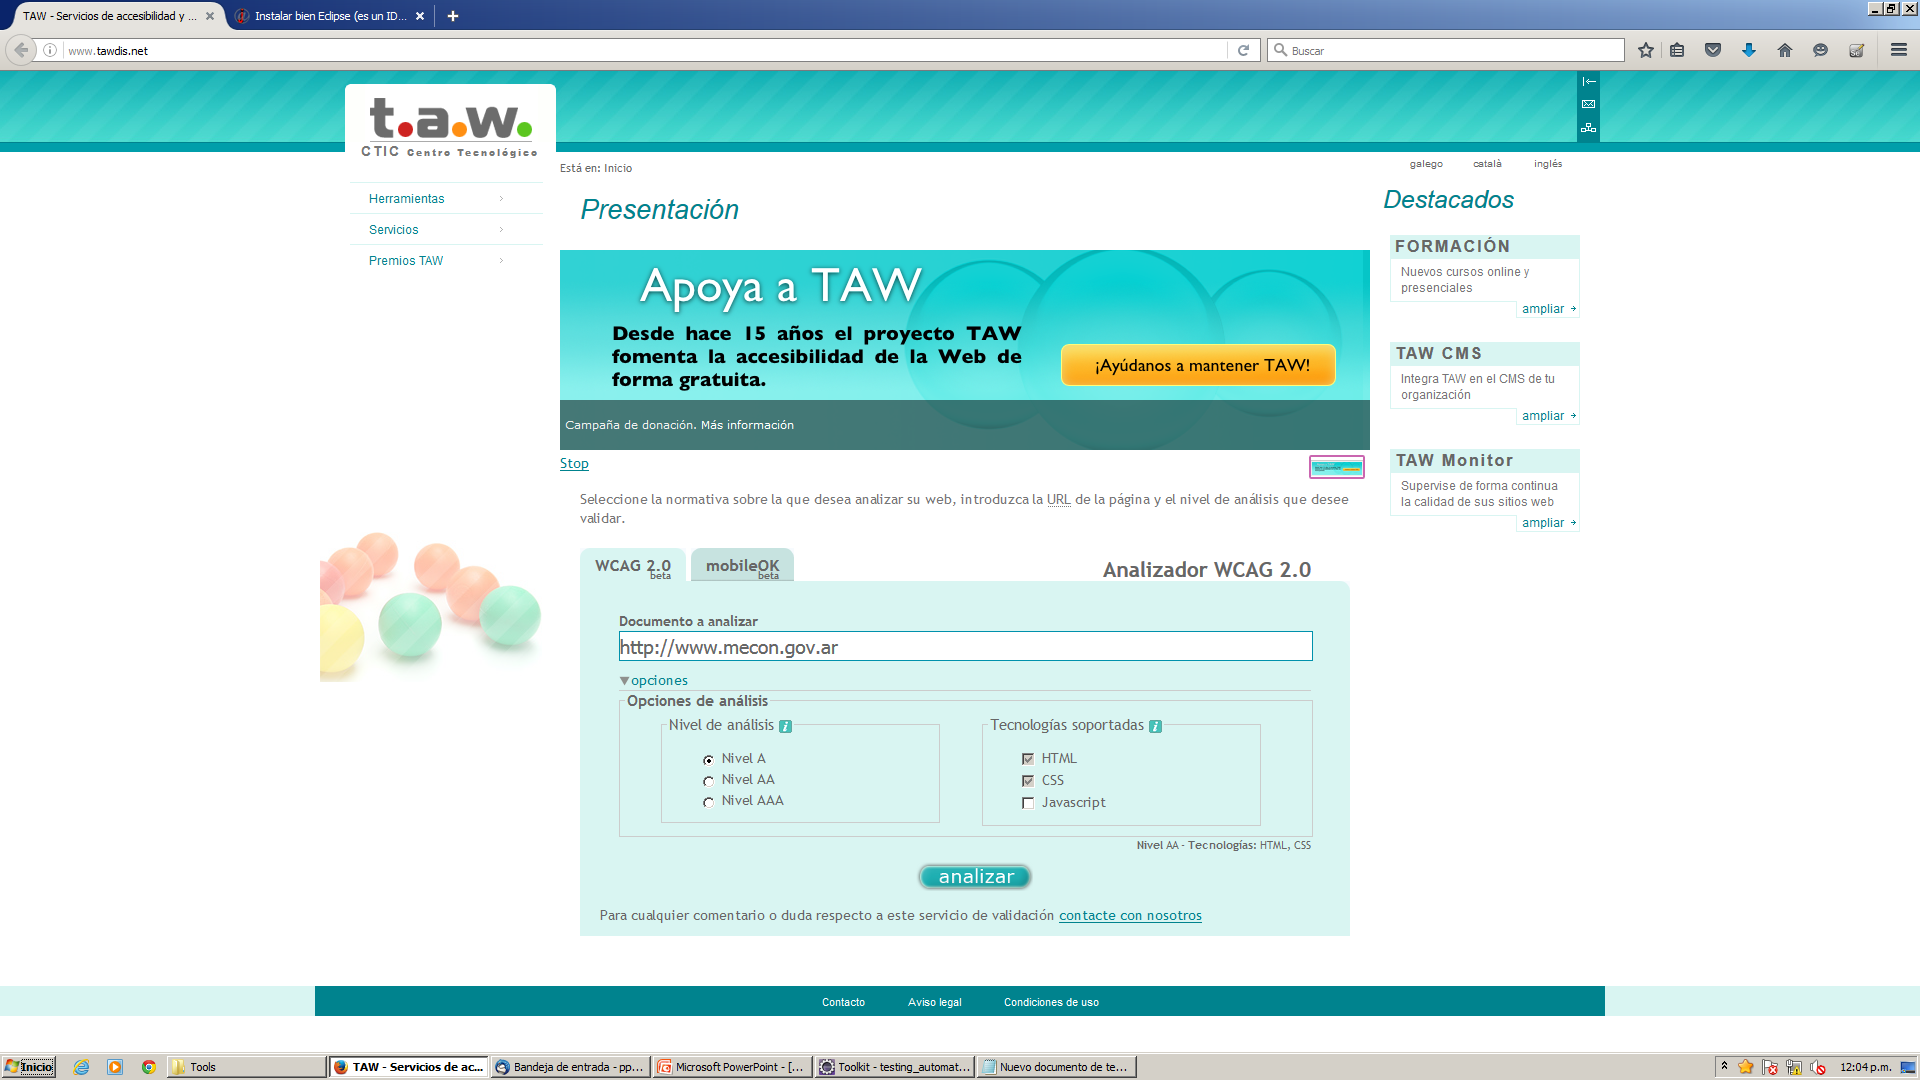 TAW - Servicios de accesibilidad y ...
Instalar bien Eclipse (es un ID...
www.tawdis.net
Buscar
t.a.w.
CTIC Centro Tecnológico
Está en: Inicio
galego català inglés
Herramientas
Servicios
Premios TAW
Presentación
Apoya a TAW
Desde hace 15 años el proyecto TAW
fomenta la accesibilidad de la Web de
forma gratuita.
¡Ayúdanos a mantener TAW!
Campaña de donación. Más información
Stop
Seleccione la normativa sobre la que desea analizar su web, introduzca la URL de la página y el nivel de análisis que desee
validar.
WCAG 2.0
beta
mobileOK
beta
Analizador WCAG 2.0
Documento a analizar
http://www.mecon.gov.ar
opciones
Opciones de análisis
Nivel de análisis
Nivel A
Nivel AA
Nivel AAA
Tecnologías soportadas
HTML
CSS
Javascript
Nivel AA - Tecnologías: HTML, CSS
analizar
Para cualquier comentario o duda respecto a este servicio de validación contacte con nosotros
Destacados
FORMACIÓN
Nuevos cursos online y
presenciales
ampliar
TAW CMS
Integra TAW en el CMS de tu
organización
ampliar
TAW Monitor
Supervise de forma continua
la calidad de sus sitios web
ampliar
Contacto Aviso legal Condiciones de uso
Inicio
Tools
TAW - Servicios de ac...
Bandeja de entrada - pp...
Microsoft PowerPoint - [...
Toolkit - testing_automat...
Nuevo documento de te...
12:04 p.m.